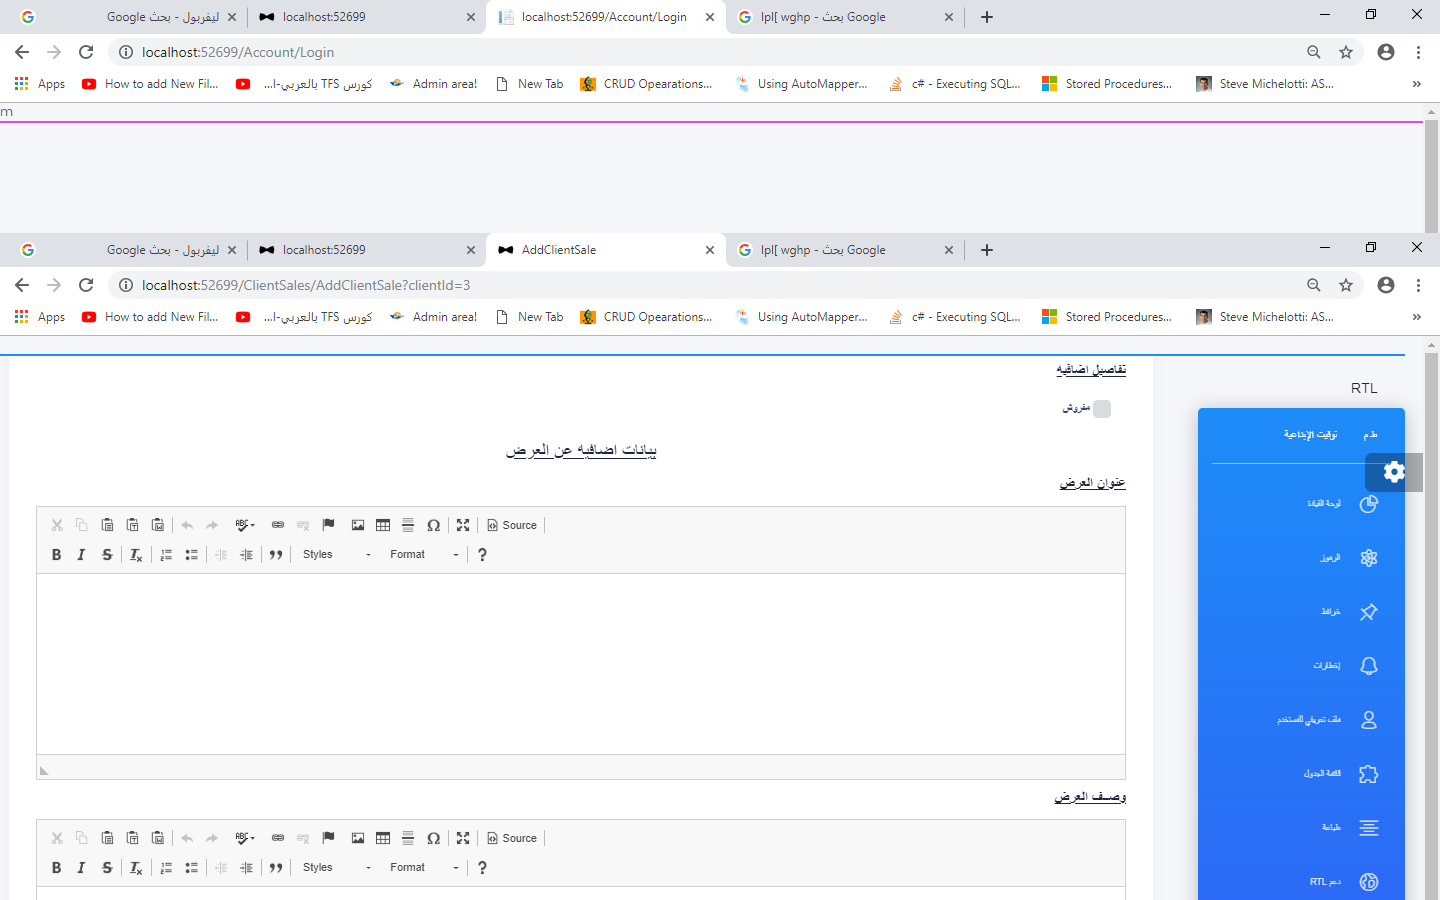 ليفربول - بحث Google
localhost:52699
localhost:52699/Account/Login
lpl[ wghp - بحث Google
localhost:52699/Account/Login
Apps
How to add New Fil...
كورس TFS بالعربي-ا...
Admin area!
New Tab
CRUD Opearations...
Using AutoMapper...
c# - Executing SQL...
Stored Procedures...
Steve Michelotti: AS...
»
m
ليفربول - بحث Google
localhost:52699
AddClientSale
lpl[ wghp - بحث Google
localhost:52699/ClientSales/AddClientSale?clientId=3
Apps
How to add New Fil...
كورس TFS بالعربي-ا...
Admin area!
New Tab
CRUD Opearations...
Using AutoMapper...
c# - Executing SQL...
Stored Procedures...
Steve Michelotti: AS...
»
تفاصيل اضافيه
مفروش
بيانات اضافيه عن العرض
عنوان العرض
Source
Styles
Format
وصف العرض
Source
Styles
Format
RTL
توقيت الإبداعية
لوحة القيادة
الرموز
خرائط
إخطارات
ملف تعريفي للمستخدم
قائمة الجدول
طباعة
دعم RTL